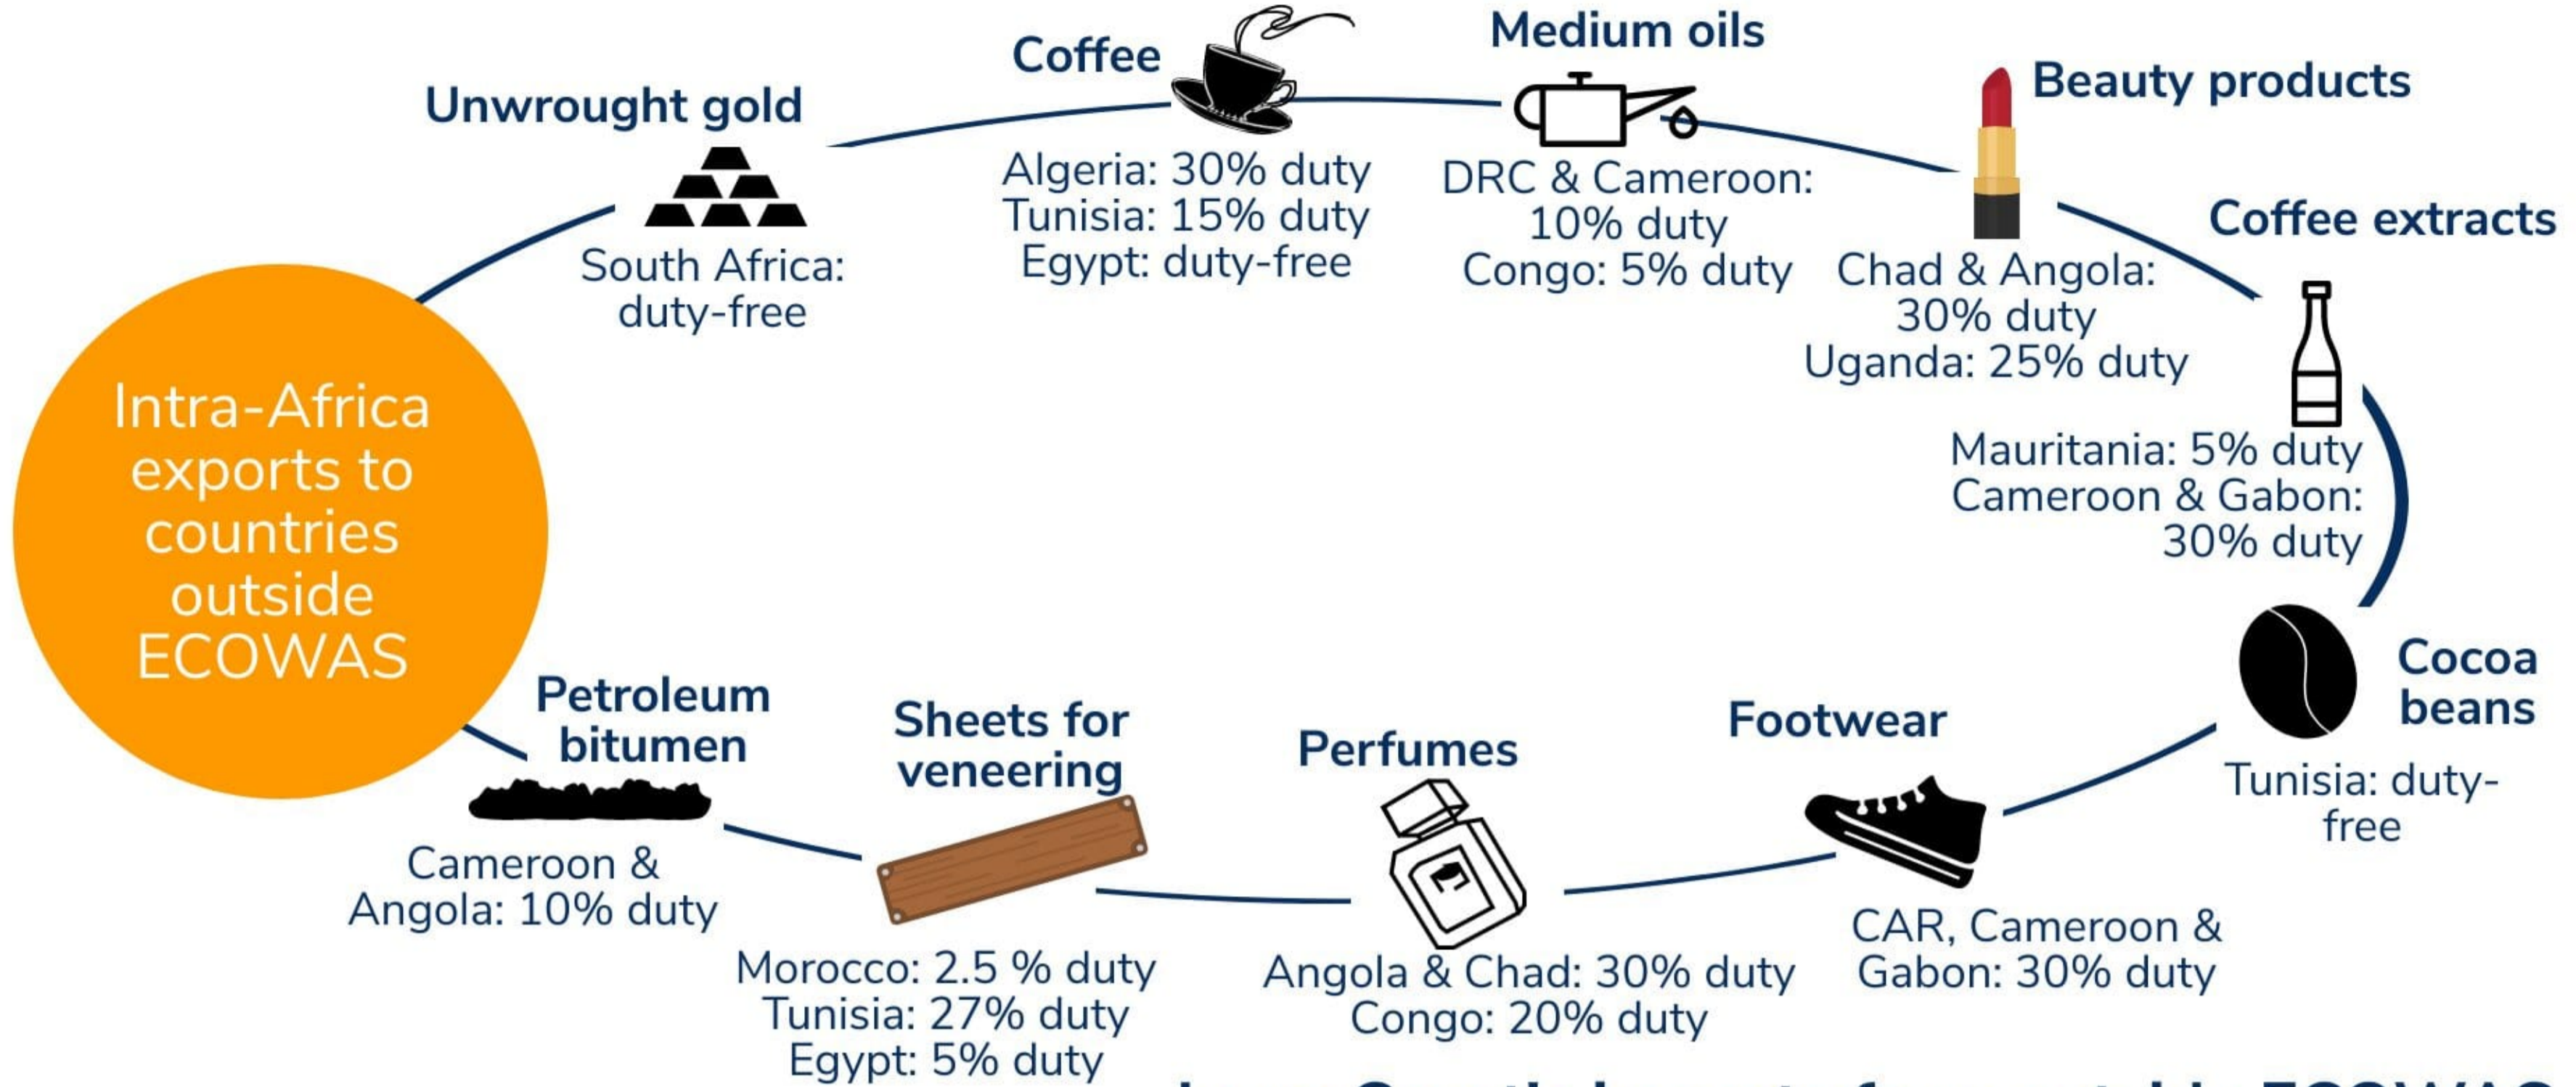 Intra-Africa
exports to
countries
outside
ECOWAS
Unwrought gold
South Africa:
duty-free
Coffee
Algeria: 30% duty
Tunisia: 15% duty
Egypt: duty-free
Medium oils
DRC & Cameroon:
10% duty
Congo: 5% duty
Beauty products
Chad & Angola:
30% duty
Uganda: 25% duty
Coffee extracts
Mauritania: 5% duty
Cameroon & Gabon:
30% duty
Cocoa
beans
Tunisia: duty-
free
Footwear
CAR, Cameroon &
Gabon: 30% duty
Perfumes
Angola & Chad: 30% duty
Congo: 20% duty
Sheets for
veneering
Morocco: 2.5 % duty
Tunisia: 27% duty
Egypt: 5% duty
Petroleum
bitumen
Cameroon &
Angola: 10% duty